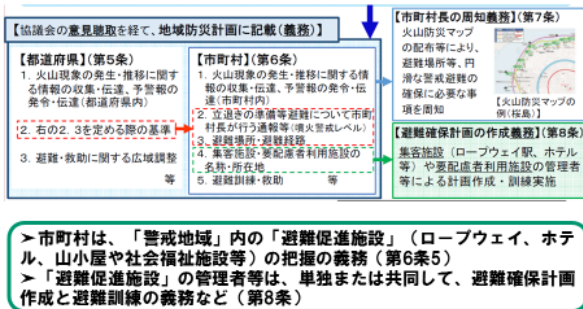 【協議会の意見聴取を経て、地域防災計画に記載(義務)】
【都道府県】(第5条)
1. 火山現象の発生・推移に関す
る情報の収集・伝達、予警報の
発令・伝達(都道府県内)
2. 右の2. 3を定める際の基準
3. 避難・救助に関する広域調整
等
【市町村】(第6条)
1. 火山現象の発生・推移に関する情
報の収集・伝達、予警報の発令・伝
達(市町村内)
2. 立退きの準備等避難について市町
村長が行う通報等(噴火警戒レベル)
3. 避難場所・避難経路
4. 集客施設・要配慮者利用施設の
名称・所在地
5. 避難訓練・救助 等
【市町村長の周知義務】(第7条)
火山防災マップ
の配布等により、
避難場所等、円
滑な警戒避難の
確保に必要な事
項を周知
【火山防災マップの
例(桜島)】
【避難確保計画の作成義務】(第8条)
集客施設(ロープウェイ駅、ホテル
等)や要配慮者利用施設の管理者
等による計画作成・訓練実施
➤市町村は、「警戒地域」内の「避難促進施設」(ロープウェイ、ホテ
ル、山小屋や社会福祉施設等)の把握の義務(第6条5)
➤「避難促進施設」の管理者等は、単独または共同して、避難確保計画
作成と避難訓練の義務など(第8条)